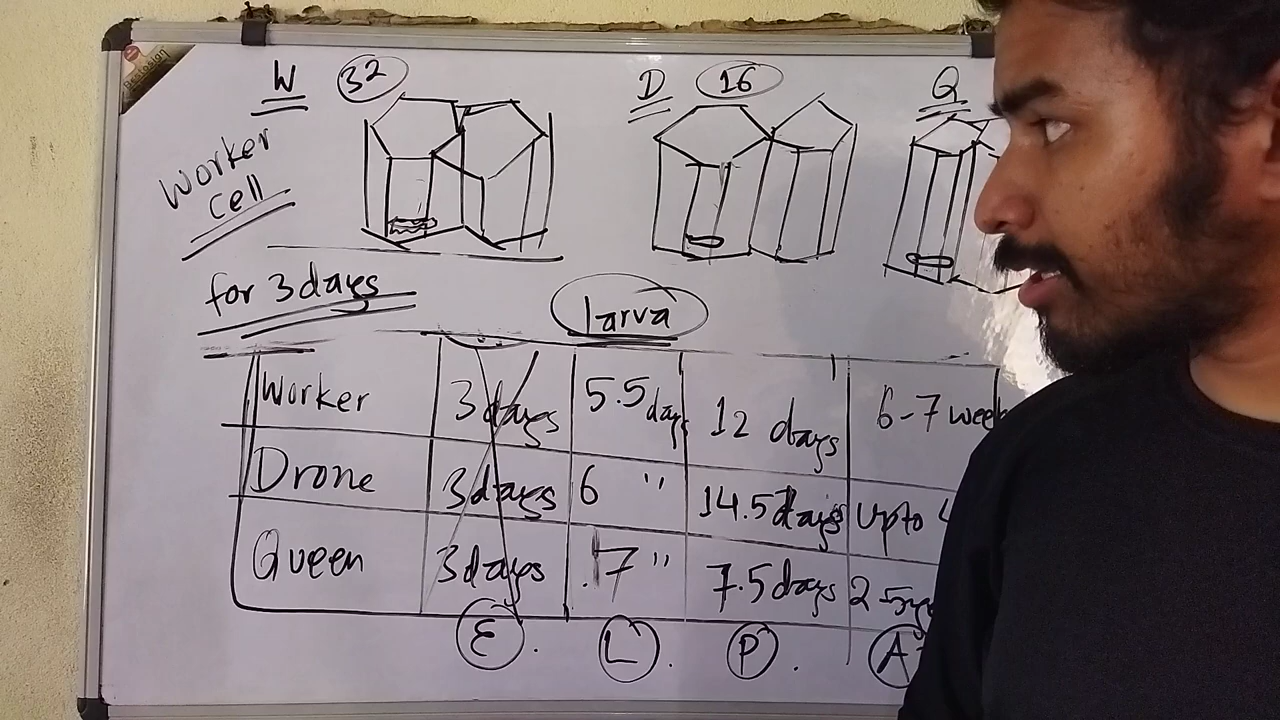 W 32 D 16 Q
Worker
cell
for 3 days
larva
Worker 3 days 5.5 days 12 days 6-7 week
Drone 3 days 6 " 14.5 days Upto 4
Queen 3 days 7 " 7.5 days 2-5
E. L. P. A